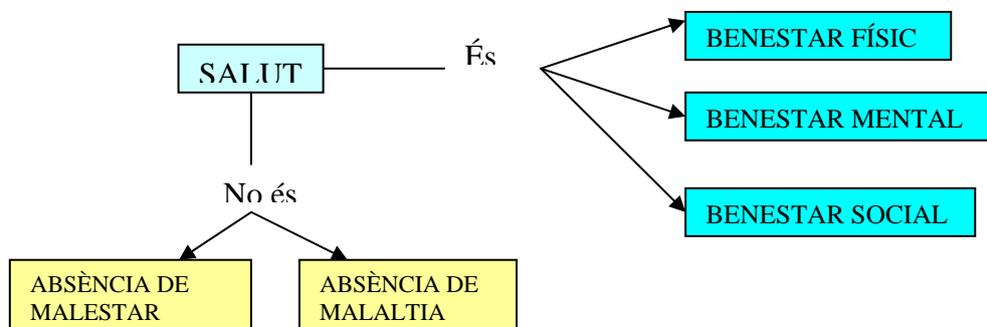 SALUT
És
BENESTAR FÍSIC
BENESTAR MENTAL
BENESTAR SOCIAL
No és
ABSÈNCIA DE
MALESTAR
ABSÈNCIA DE
MALALTIA